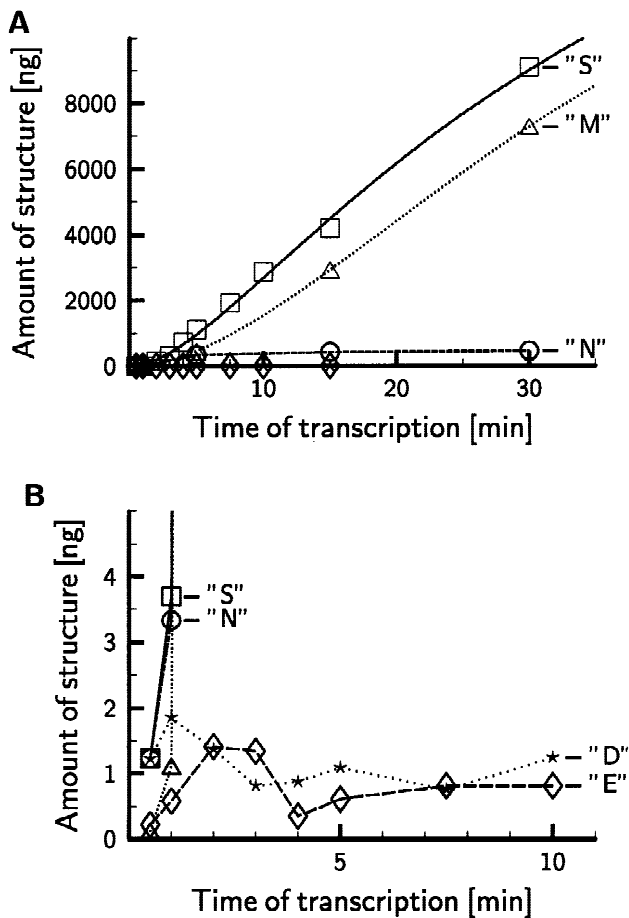 A
Amount of structure [ng]
8000
6000
4000
2000
0
10
20
30
"S"
"M"
"N"
Time of transcription [min]
B
Amount of structure [ng]
4
3
2
1
0
5
10
"S"
"N"
"D"
"E"
Time of transcription [min]